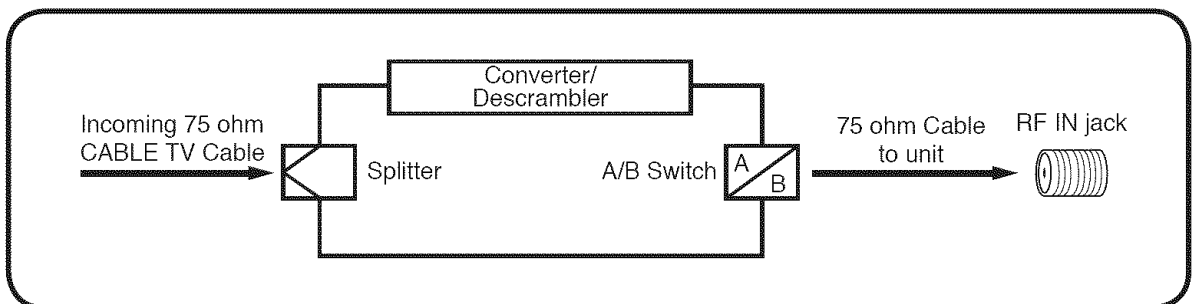 Converter/
Descrambler
Incoming 75 ohm
CABLE TV Cable
Splitter
A/B Switch
A
B
75 ohm Cable
to unit
RF IN jack